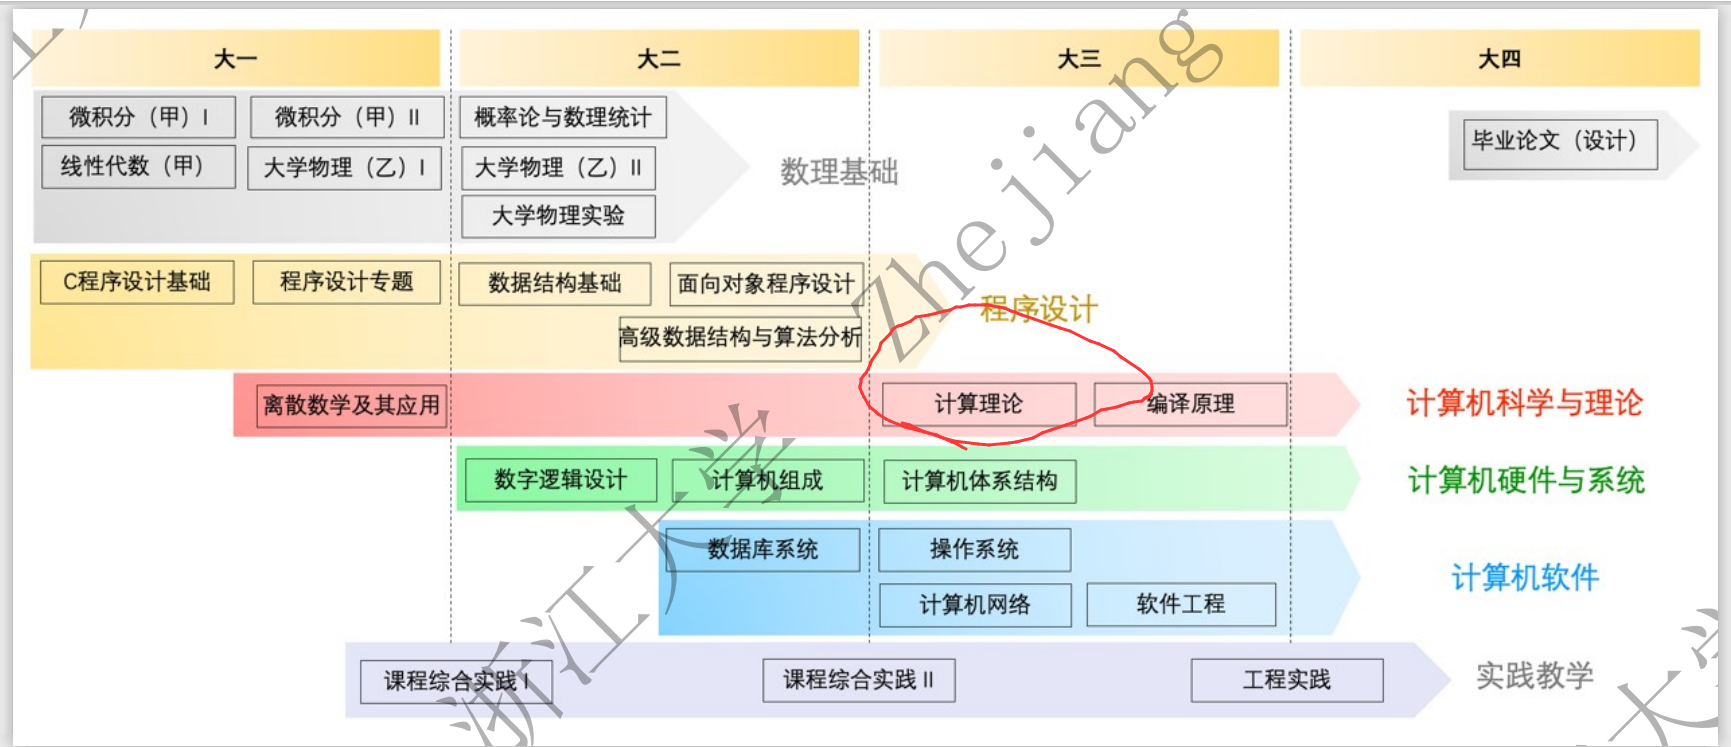 大一
大二
大三
大四
微积分（甲）I
微积分（甲）II
概率论与数理统计
线性代数（甲）
大学物理（乙）I
大学物理（乙）II
大学物理实验
数理基础
毕业论文（设计）
C程序设计基础
程序设计专题
数据结构基础
面向对象程序设计
高级数据结构与算法分析
程序设计
离散数学及其应用
计算理论
编译原理
计算机科学与理论
数字逻辑设计
计算机组成
计算机体系结构
计算机硬件与系统
数据库系统
操作系统
计算机网络
软件工程
计算机软件
课程综合实践 I
课程综合实践 II
工程实践
实践教学
浙江大学 Zhejiang
大学